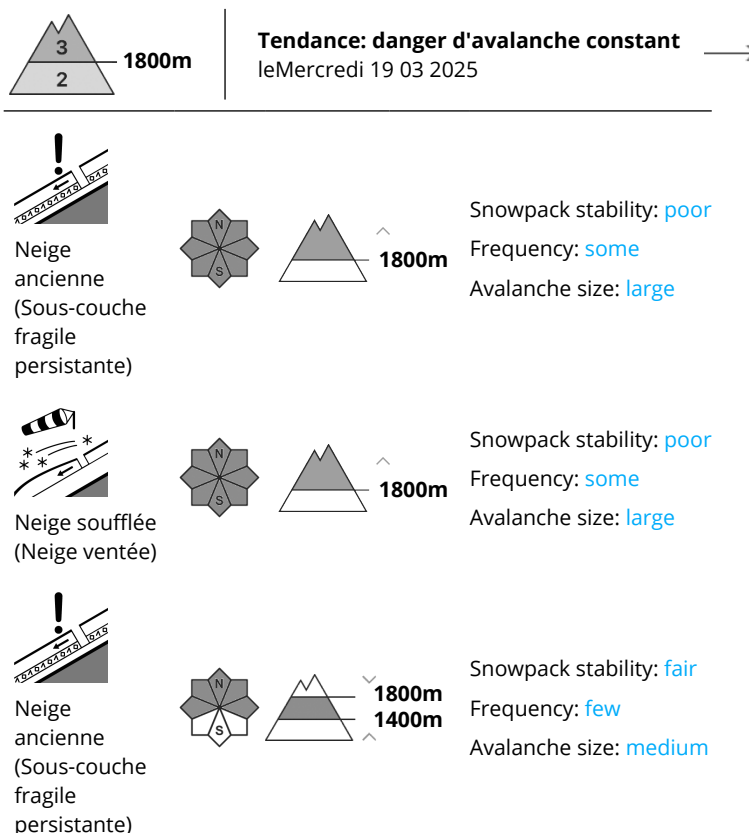 3
2
1800m
Tendance: danger d'avalanche constant
leMercredi 19 03 2025
Neige
ancienne
(Sous-couche
fragile
persistante)
N
S
1800m
Snowpack stability: poor
Frequency: some
Avalanche size: large
Neige soufflée
(Neige ventée)
N
S
1800m
Snowpack stability: poor
Frequency: some
Avalanche size: large
Neige
ancienne
(Sous-couche
fragile
persistante)
N
S
1800m
1400m
Snowpack stability: fair
Frequency: few
Avalanche size: medium